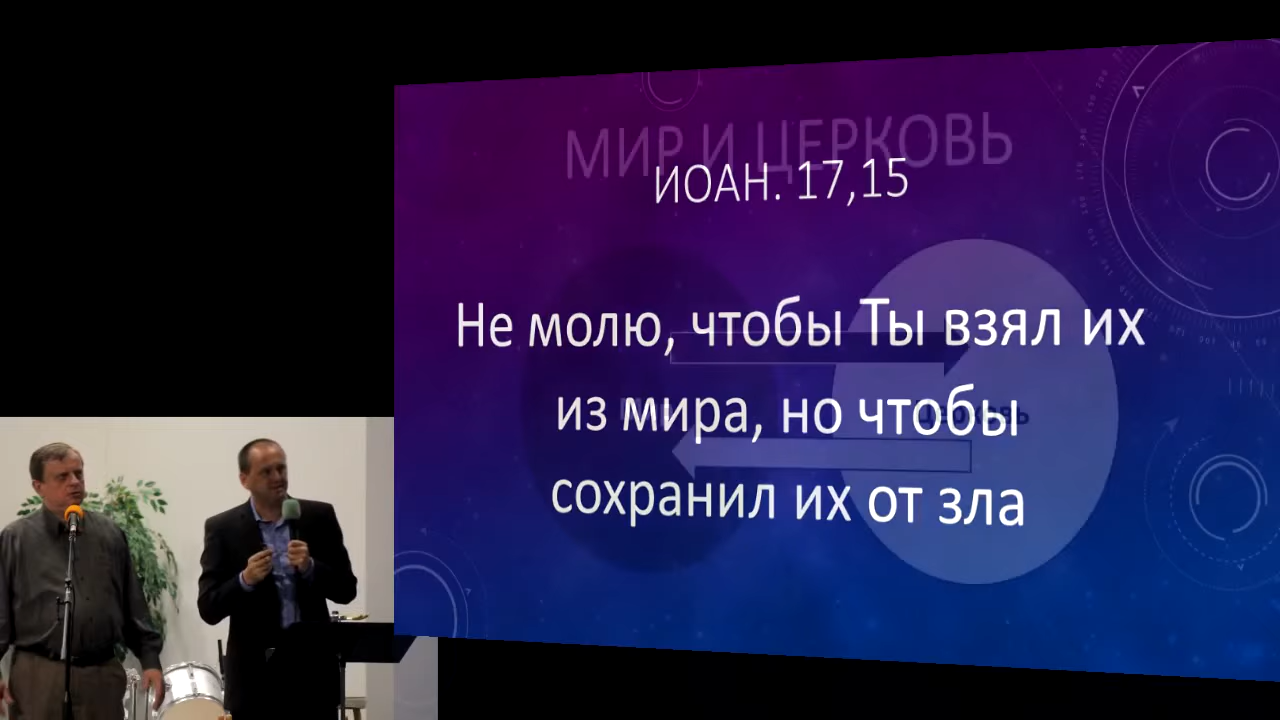 МИР И ЦЕРКОВЬ
ИОАН. 17,15
Не молю, чтобы Ты взял их
из мира, но чтобы
сохранил их от зла